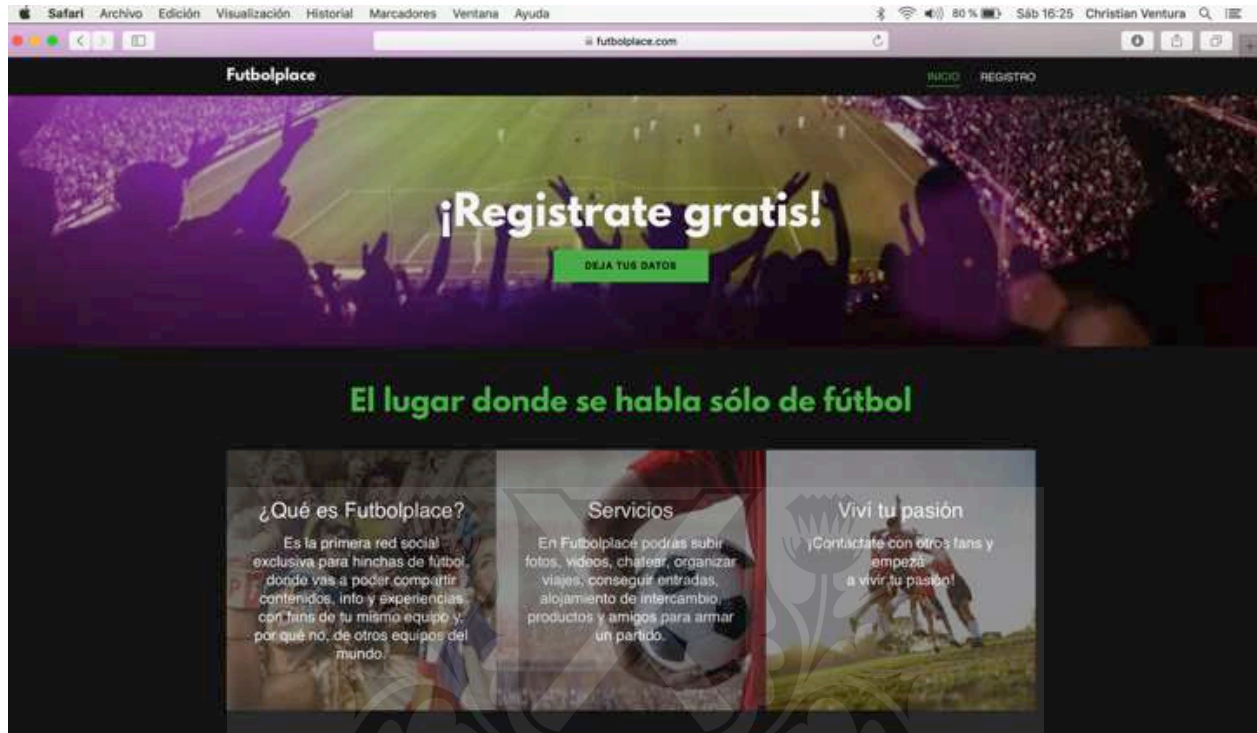 Safari Archivo Edición Visualización Historial Marcadores Ventana Ayuda 80 % Sáb 16:25 Christian Ventura
futbolplace.com
Futbolplace INICIO REGISTRO
¡Registrate gratis!
DEJA TUS DATOS
El lugar donde se habla sólo de fútbol
¿Qué es Futbolplace?
Es la primera red social
exclusiva para hinchas de fútbol,
donde vas a poder compartir
contenidos, info y experiencias
con fans de tu mismo equipo y,
por qué no, de otros equipos del
mundo.
Servicios
En Futbolplace podrás subir
fotos, videos, chatear, organizar
viajes, conseguir entradas,
alojamiento de intercambio,
productos y amigos para armar
un partido.
Viví tu pasión
¡Contactate con otros fans y
empezá
a vivir tu pasión!